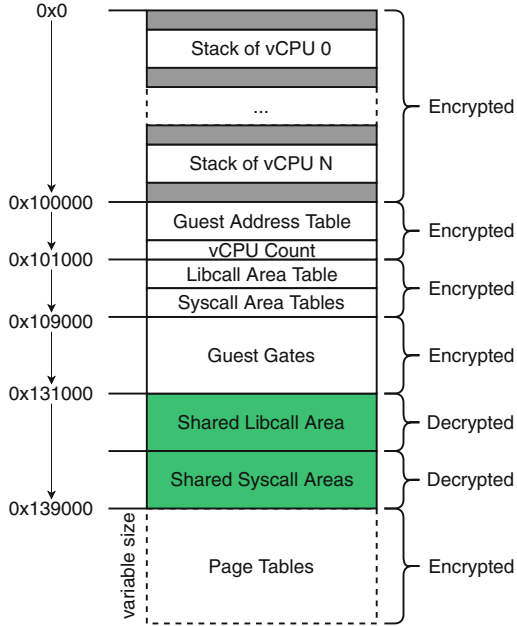 0x0
Stack of vCPU 0
...
Encrypted
Stack of vCPU N
0x100000
Guest Address Table
Encrypted
vCPU Count
0x101000
Libcall Area Table
Encrypted
Syscall Area Tables
0x109000
Guest Gates
Encrypted
0x131000
Shared Libcall Area
Decrypted
Shared Syscall Areas
Decrypted
0x139000
variable size
Page Tables
Encrypted